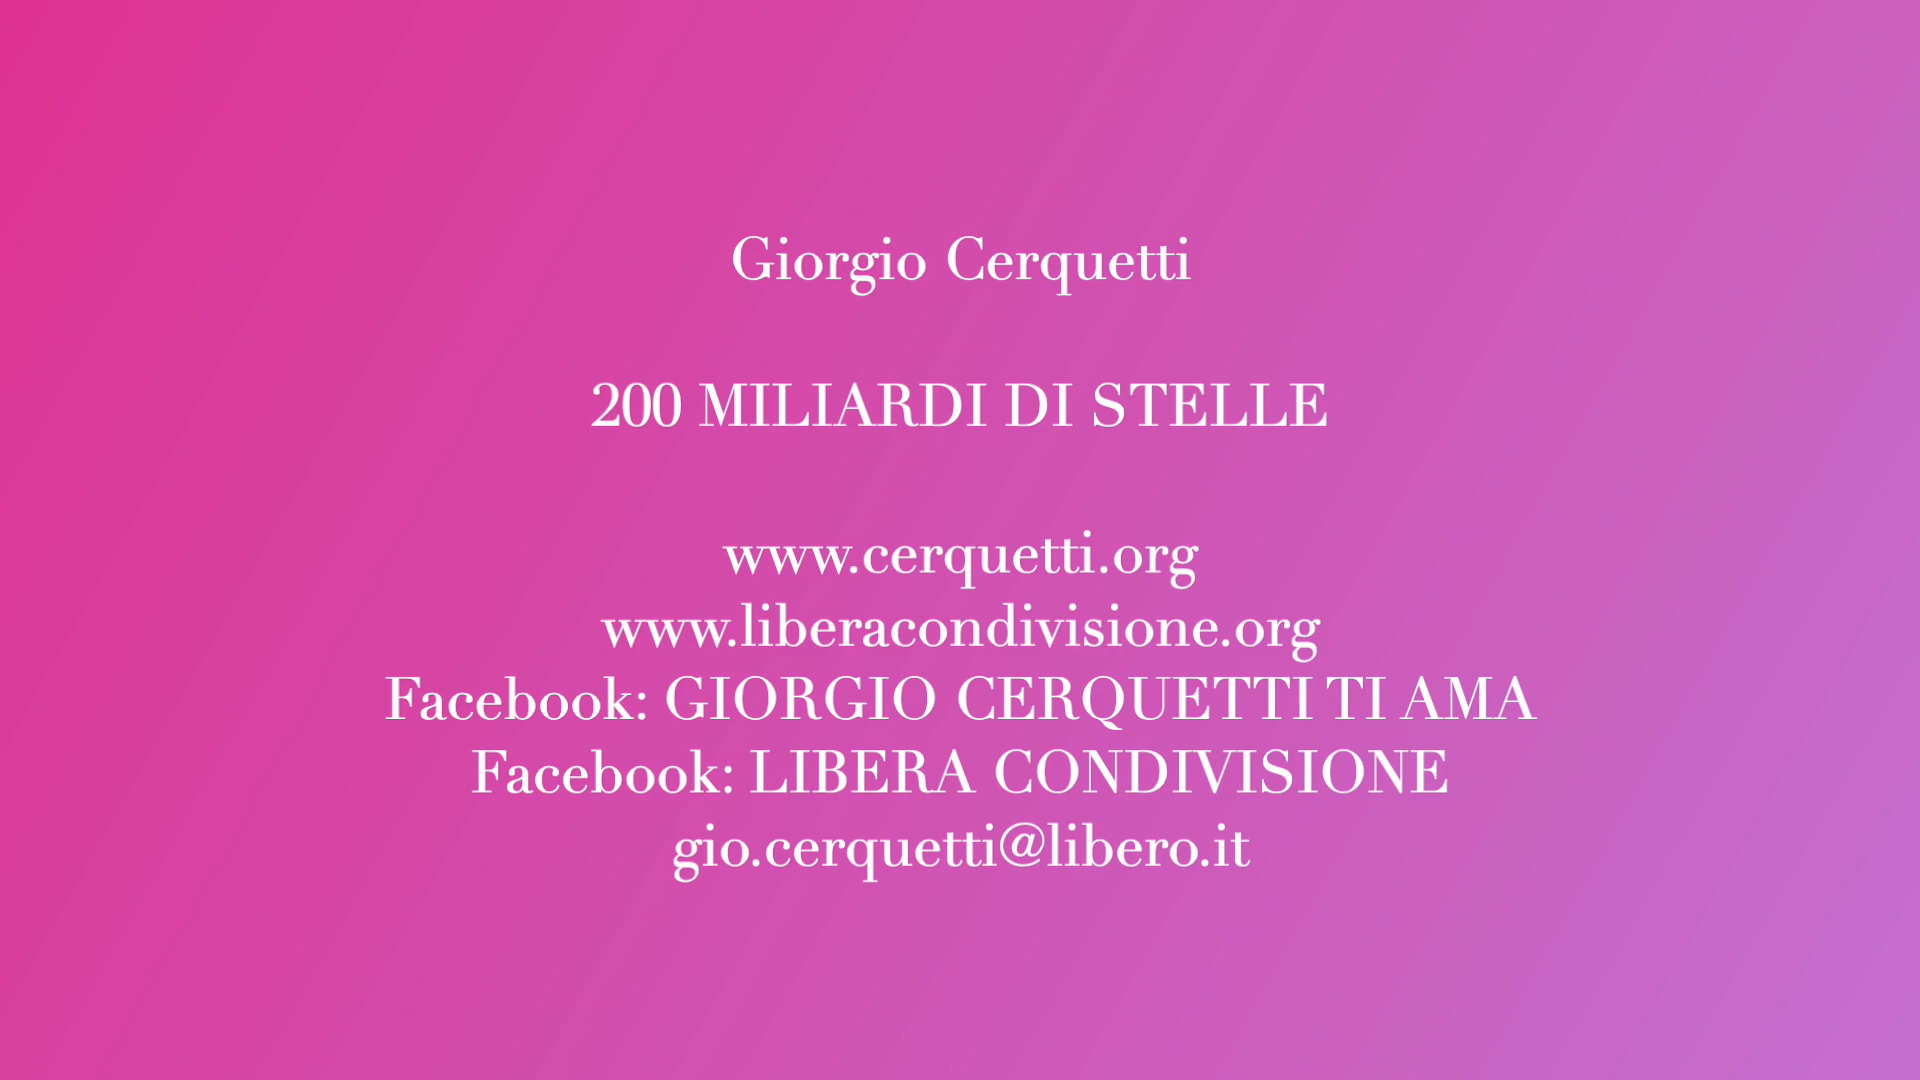 Giorgio Cerquetti
200 MILIARDI DI STELLE
www.cerquetti.org
www.liberacondivisione.org
Facebook: GIORGIO CERQUETTI TI AMA
Facebook: LIBERA CONDIVISIONE
gio.cerquetti@libero.it